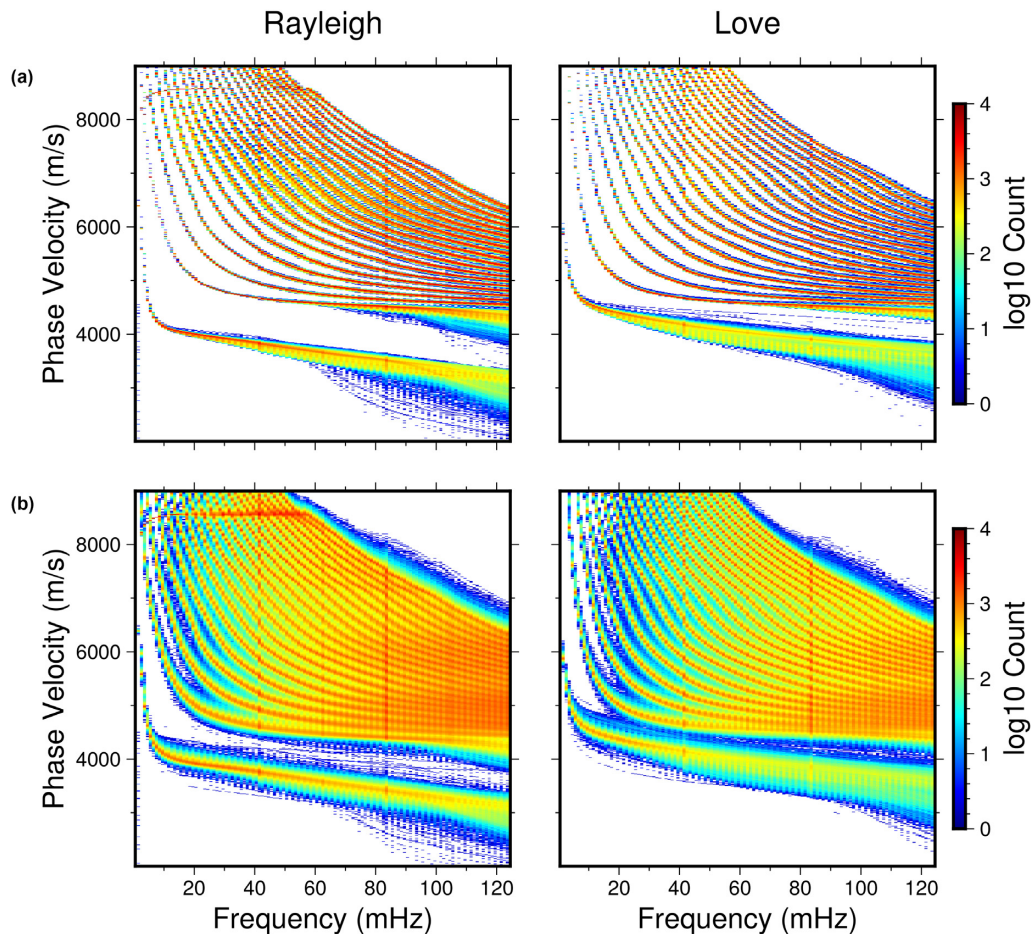 Rayleigh Love
(a)
Phase Velocity (m/s)
8000
6000
4000
4
3
2
1
0
log10 Count
(b)
Phase Velocity (m/s)
8000
6000
4000
4
3
2
1
0
log10 Count
20 40 60 80 100 120 20 40 60 80 100 120
Frequency (mHz) Frequency (mHz)